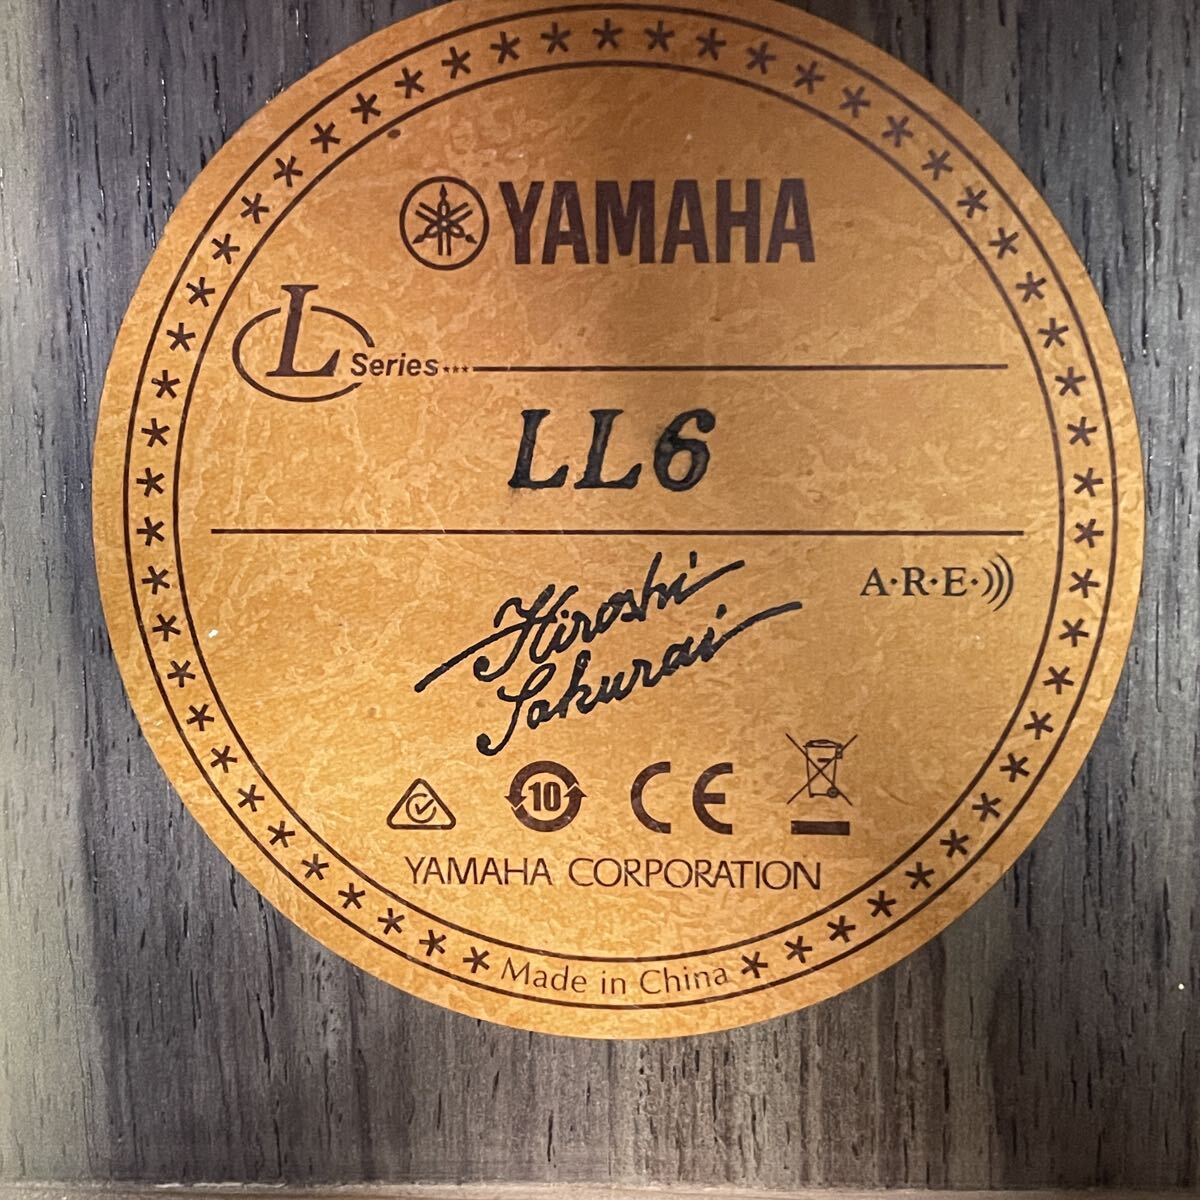 YAMAHA
L Series
LL6
Hiroshi
Sakurai
A·R·E·
10
CE
YAMAHA CORPORATION
Made in China